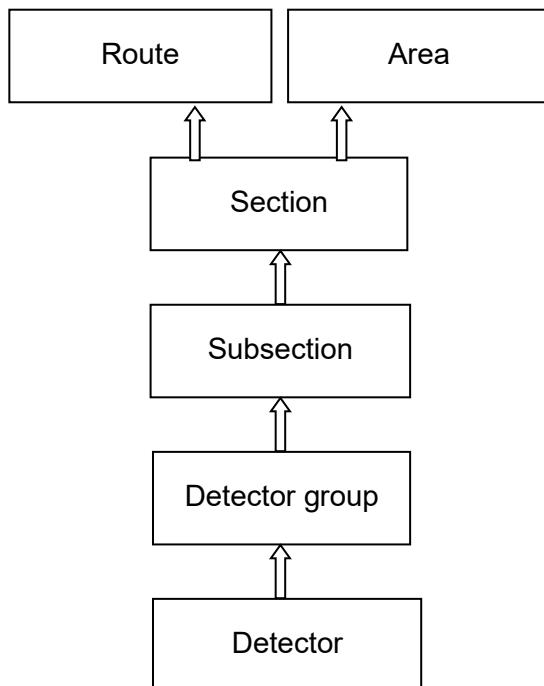 Route
Area
Section
Subsection
Detector group
Detector